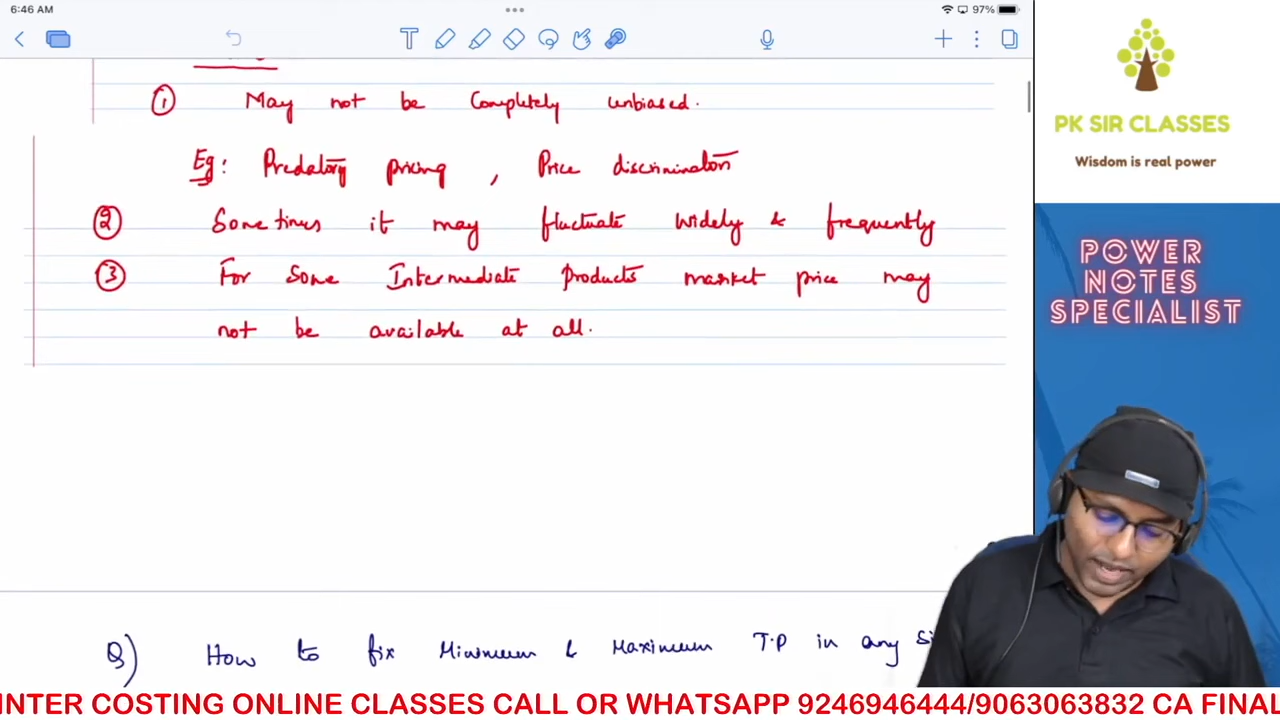 6:46 AM
97%
T
① May not be Completely unbiased.
Eg: Predatory pricing , Price discrimination
② Sometimes it may fluctuate widely & frequently
③ For Some Intermediate Products market price may
not be available at all.
Q) How to fix Minimum & Maximum T.P in any
PK SIR CLASSES
Wisdom is real power
POWER
NOTES
SPECIALIST
INTER COSTING ONLINE CLASSES CALL OR WHATSAPP 9246946444/9063063832 CA FINAL